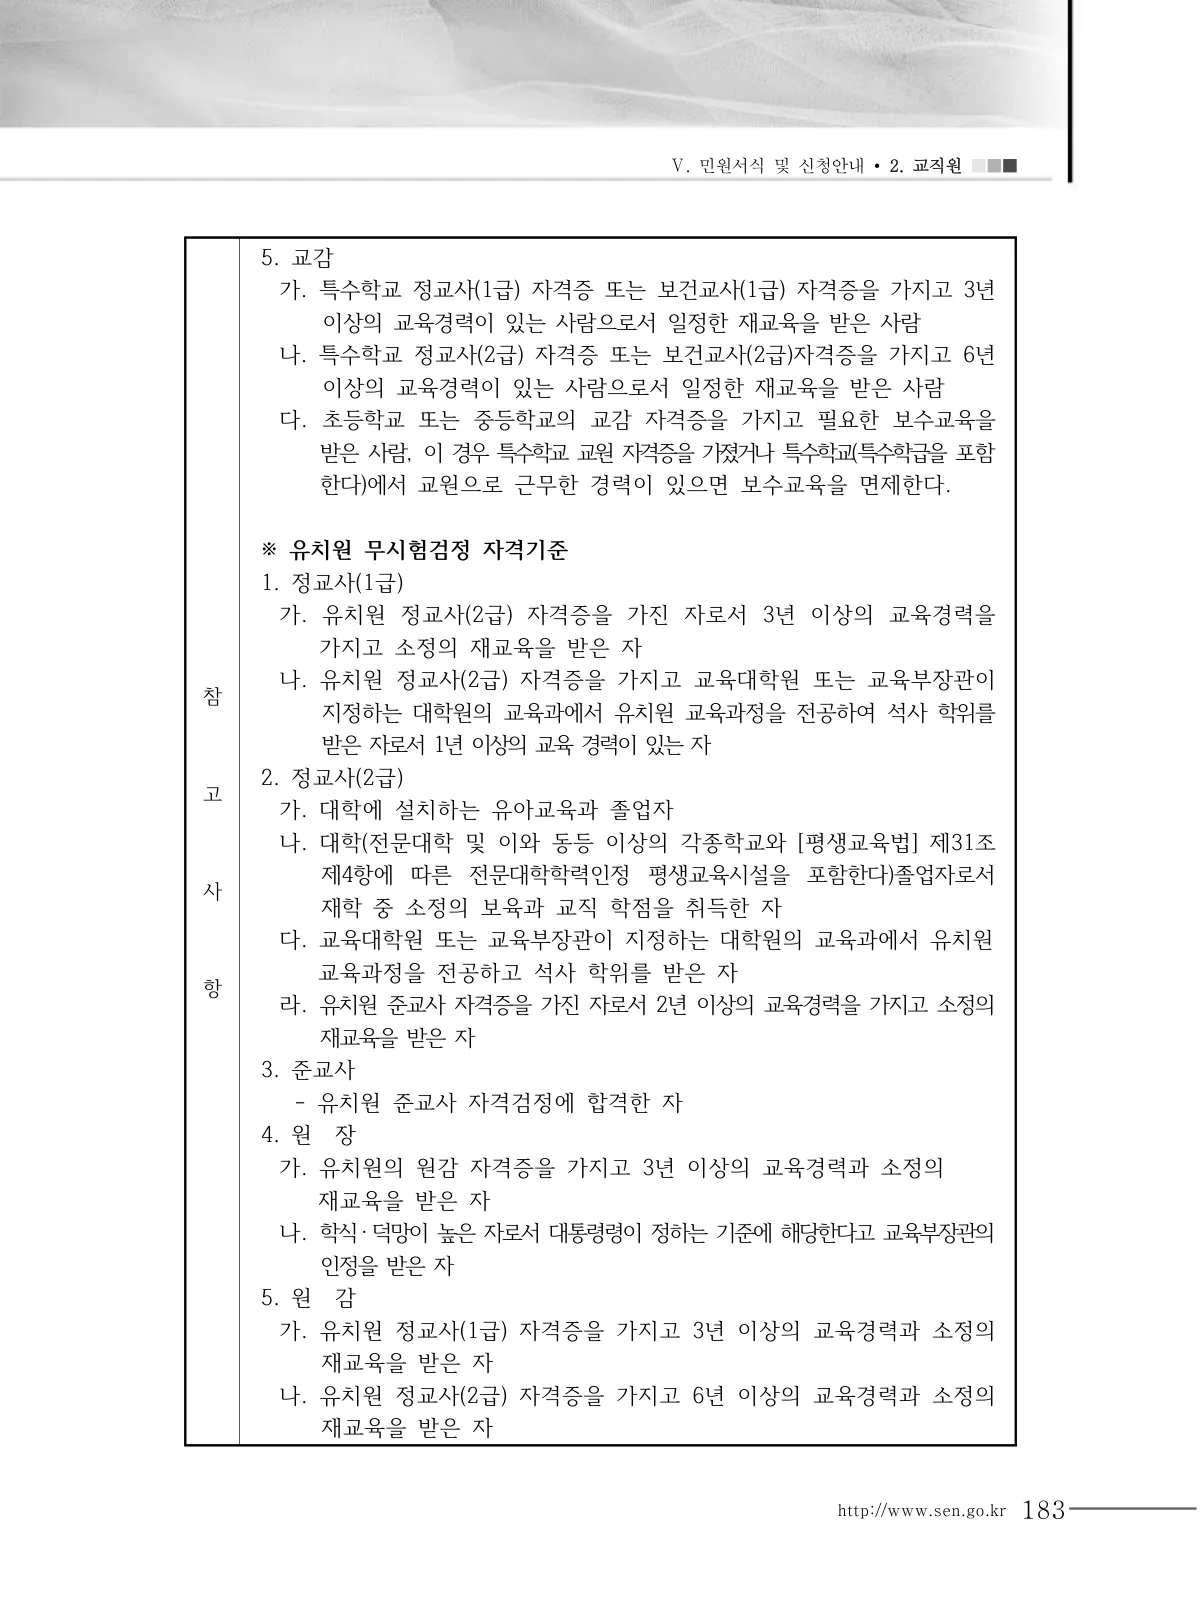 Ⅴ. 민원서식 및 신청안내 • 2. 교직원
참
고
사
항
5. 교감
가. 특수학교 정교사(1급) 자격증 또는 보건교사(1급) 자격증을 가지고 3년
이상의 교육경력이 있는 사람으로서 일정한 재교육을 받은 사람
나. 특수학교 정교사(2급) 자격증 또는 보건교사(2급)자격증을 가지고 6년
이상의 교육경력이 있는 사람으로서 일정한 재교육을 받은 사람
다. 초등학교 또는 중등학교의 교감 자격증을 가지고 필요한 보수교육을
받은 사람, 이 경우 특수학교 교원 자격증을 가졌거나 특수학교(특수학급을 포함
한다)에서 교원으로 근무한 경력이 있으면 보수교육을 면제한다.
※ 유치원 무시험검정 자격기준
1. 정교사(1급)
가. 유치원 정교사(2급) 자격증을 가진 자로서 3년 이상의 교육경력을
가지고 소정의 재교육을 받은 자
나. 유치원 정교사(2급) 자격증을 가지고 교육대학원 또는 교육부장관이
지정하는 대학원의 교육과에서 유치원 교육과정을 전공하여 석사 학위를
받은 자로서 1년 이상의 교육 경력이 있는 자
2. 정교사(2급)
가. 대학에 설치하는 유아교육과 졸업자
나. 대학(전문대학 및 이와 동등 이상의 각종학교와 [평생교육법] 제31조
제4항에 따른 전문대학학력인정 평생교육시설을 포함한다)졸업자로서
재학 중 소정의 보육과 교직 학점을 취득한 자
다. 교육대학원 또는 교육부장관이 지정하는 대학원의 교육과에서 유치원
교육과정을 전공하고 석사 학위를 받은 자
라. 유치원 준교사 자격증을 가진 자로서 2년 이상의 교육경력을 가지고 소정의
재교육을 받은 자
3. 준교사
- 유치원 준교사 자격검정에 합격한 자
4. 원 장
가. 유치원의 원감 자격증을 가지고 3년 이상의 교육경력과 소정의
재교육을 받은 자
나. 학식·덕망이 높은 자로서 대통령령이 정하는 기준에 해당한다고 교육부장관의
인정을 받은 자
5. 원 감
가. 유치원 정교사(1급) 자격증을 가지고 3년 이상의 교육경력과 소정의
재교육을 받은 자
나. 유치원 정교사(2급) 자격증을 가지고 6년 이상의 교육경력과 소정의
재교육을 받은 자
http://www.sen.go.kr 183